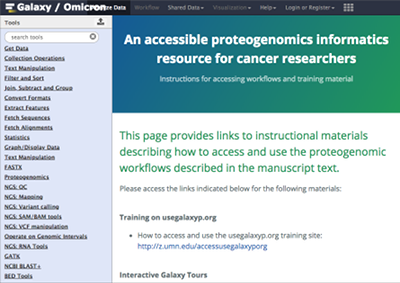 Galaxy / Omicron
Analyze Data
Workflow
Shared Data
Visualization
Help
Login or Register
Tools
search tools
Get Data
Collection Operations
Text Manipulation
Filter and Sort
Join, Subtract and Group
Convert Formats
Extract Features
Fetch Sequences
Fetch Alignments
Statistics
Graph/Display Data
Text Manipulation
FASTX
Proteogenomics
NGS: QC
NGS: Mapping
NGS: Variant calling
NGS: SAM/BAM tools
NGS: VCF manipulation
Operate on Genomic Intervals
NGS: RNA Tools
GATK
NCBI BLAST+
BED Tools
An accessible proteogenomics informatics
resource for cancer researchers
Instructions for accessing workflows and training material
This page provides links to instructional materials
describing how to access and use the proteogenomic
workflows described in the manuscript text.
Please access the links indicated below for the following materials:
Training on usegalaxyp.org
• How to access and use the usegalaxyp.org training site:
http://z.umn.edu/accessusegalaxyporg
Interactive Galaxy Tours